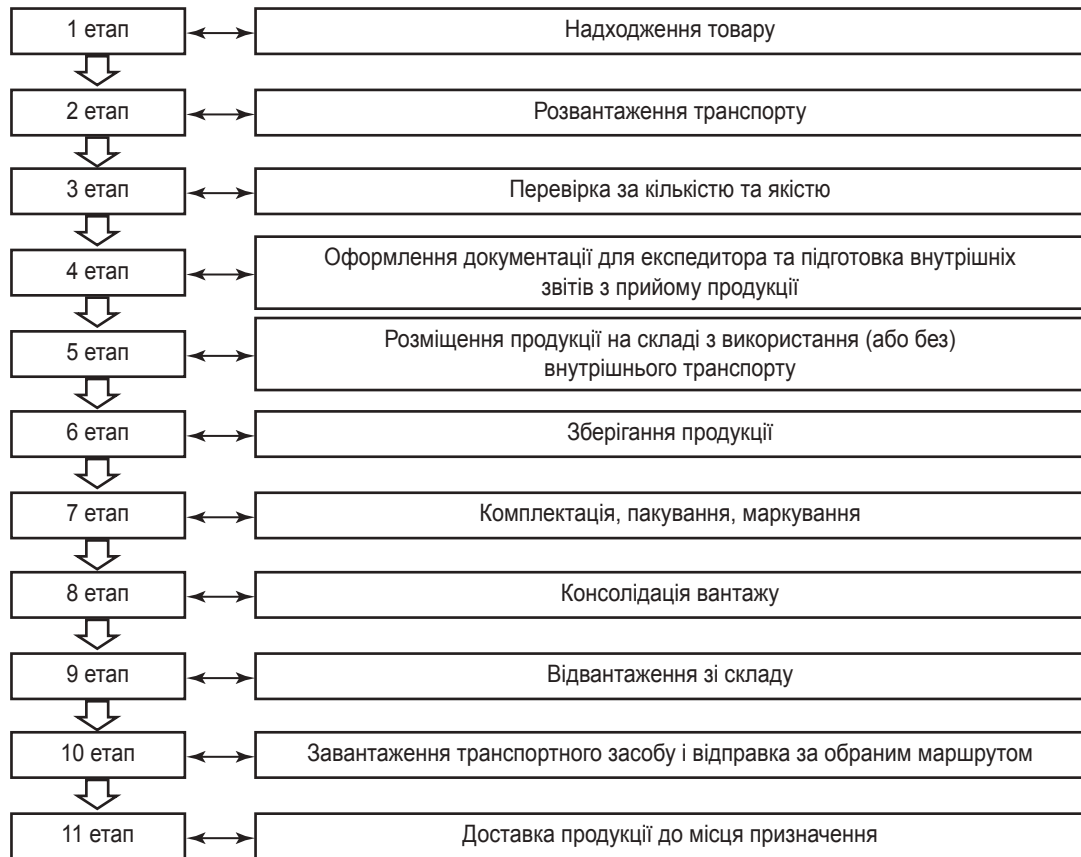 1 етап
Надходження товару
2 етап
Розвантаження транспорту
3 етап
Перевірка за кількістю та якістю
4 етап
Оформлення документації для експедитора та підготовка внутрішніх
звітів з прийому продукції
5 етап
Розміщення продукції на складі з використання (або без)
внутрішнього транспорту
6 етап
Зберігання продукції
7 етап
Комплектація, пакування, маркування
8 етап
Консолідація вантажу
9 етап
Відвантаження зі складу
10 етап
Завантаження транспортного засобу і відправка за обраним маршрутом
11 етап
Доставка продукції до місця призначення